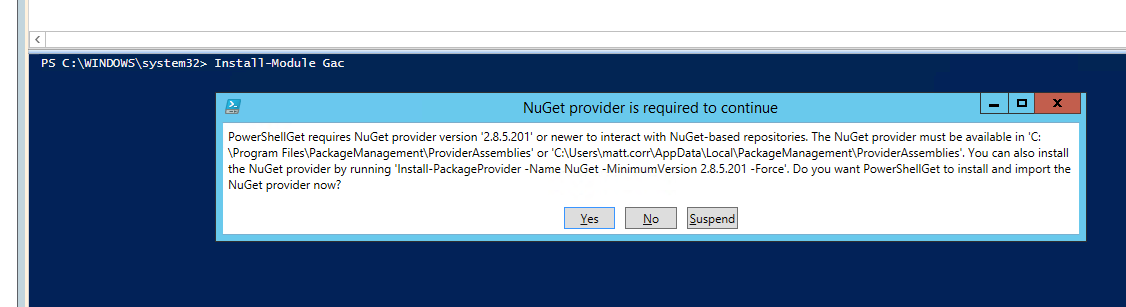 PS C:\WINDOWS\system32> Install-Module Gac
NuGet provider is required to continue
PowerShellGet requires NuGet provider version '2.8.5.201' or newer to interact with NuGet-based repositories. The NuGet provider must be available in 'C:
\Program Files\PackageManagement\ProviderAssemblies' or 'C:\Users\matt.corr\AppData\Local\PackageManagement\ProviderAssemblies'. You can also install
the NuGet provider by running 'Install-PackageProvider -Name NuGet -MinimumVersion 2.8.5.201 -Force'. Do you want PowerShellGet to install and import the
NuGet provider now?
Yes No Suspend